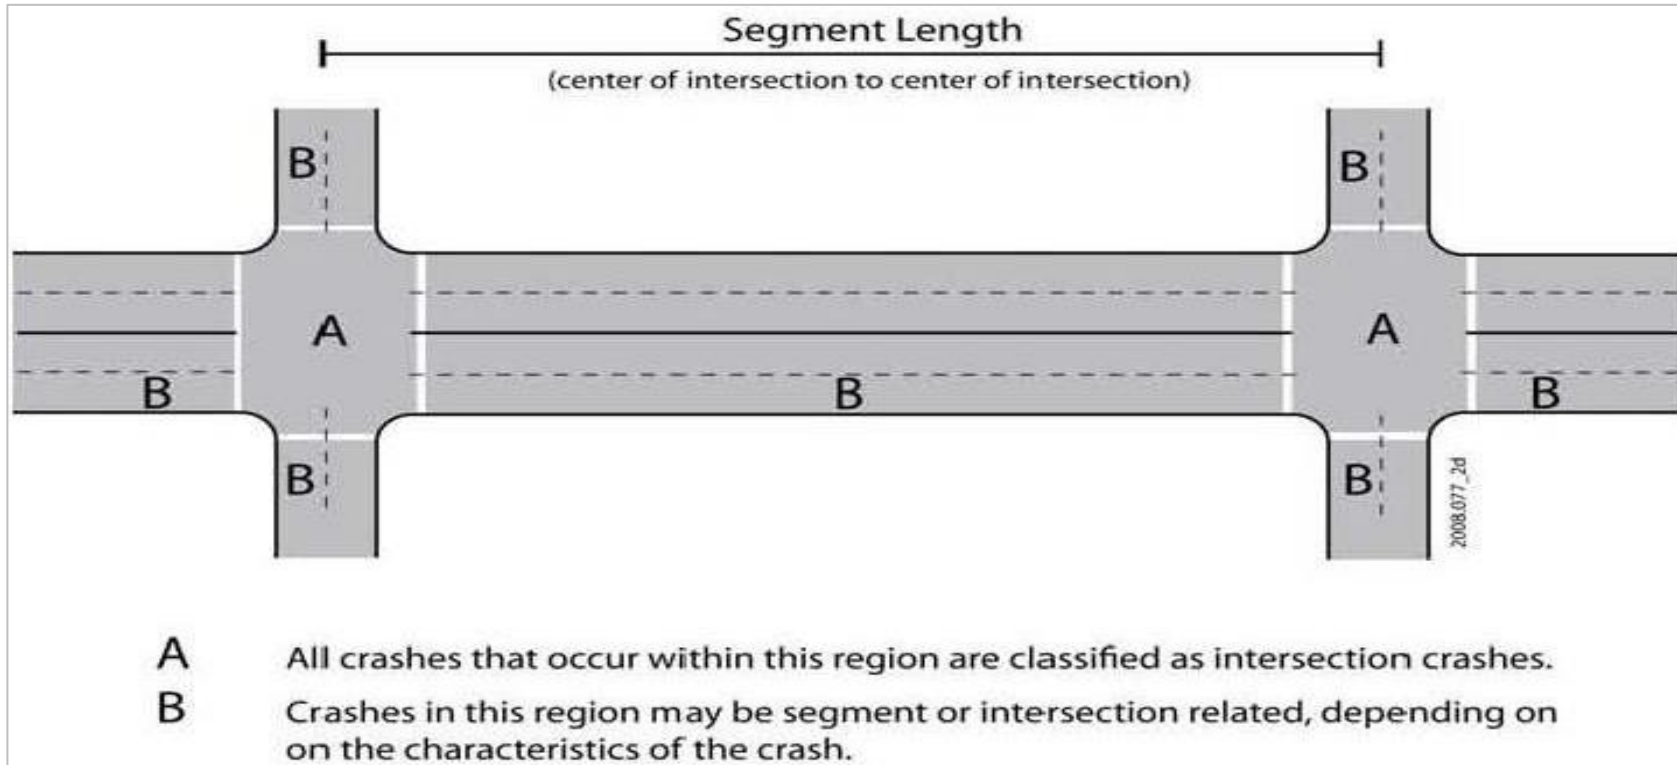 Segment Length
(center of intersection to center of intersection)
B
B
A
A
B
B
B
B
B
2008.077_2d
A All crashes that occur within this region are classified as intersection crashes.
B Crashes in this region may be segment or intersection related, depending on
on the characteristics of the crash.